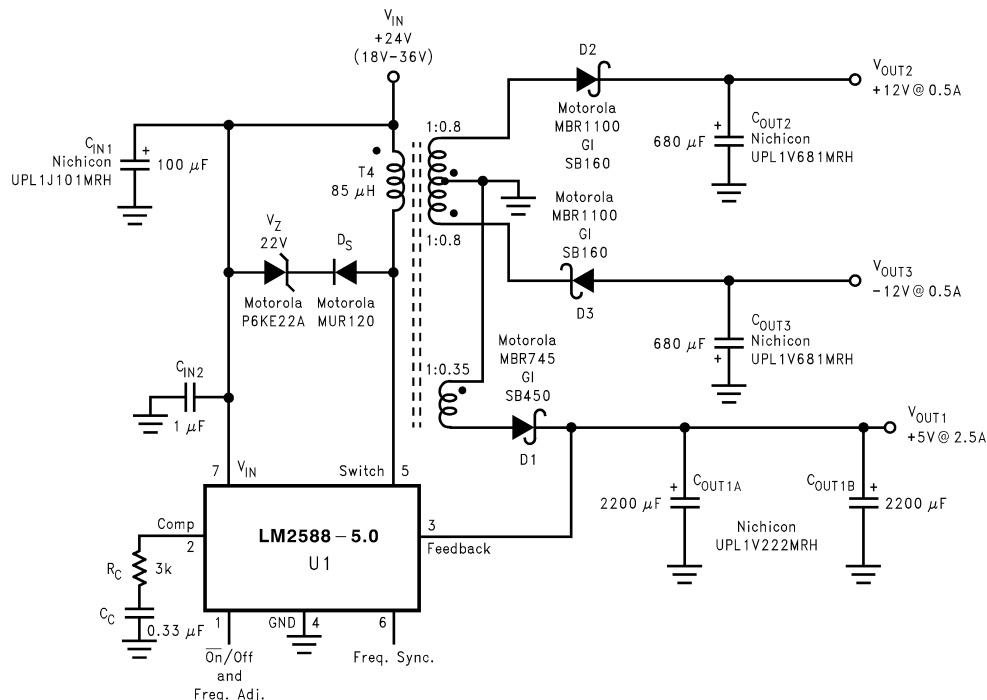 V_IN
+24V
(18V-36V)
D2
V_OUT2
+12V@0.5A
Motorola
MBR1100
GI
SB160
+
C_OUT2
Nichicon
UPL1V681MRH
680 μF
C_IN1
Nichicon
UPL1J101MRH
+
100 μF
1:0.8
T4
85 μH
Motorola
MBR1100
GI
SB160
1:0.8
V_Z
22V
D_S
Motorola
P6KE22A
Motorola
MUR120
V_OUT3
-12V@0.5A
D3
C_OUT3
Nichicon
UPL1V681MRH
680 μF
+
Motorola
MBR745
GI
SB450
1:0.35
C_IN2
1 μF
D1
V_OUT1
+5V@2.5A
7
V_IN
Switch
5
+
C_OUT1A
2200 μF
C_OUT1B
+
2200 μF
Nichicon
UPL1V222MRH
Comp
2
LM2588-5.0
U1
3
Feedback
R_C
3k
C_C
0.33 μF
1
GND
4
6
O̅n̅/Off
and
Freq. Adj.
Freq. Sync.